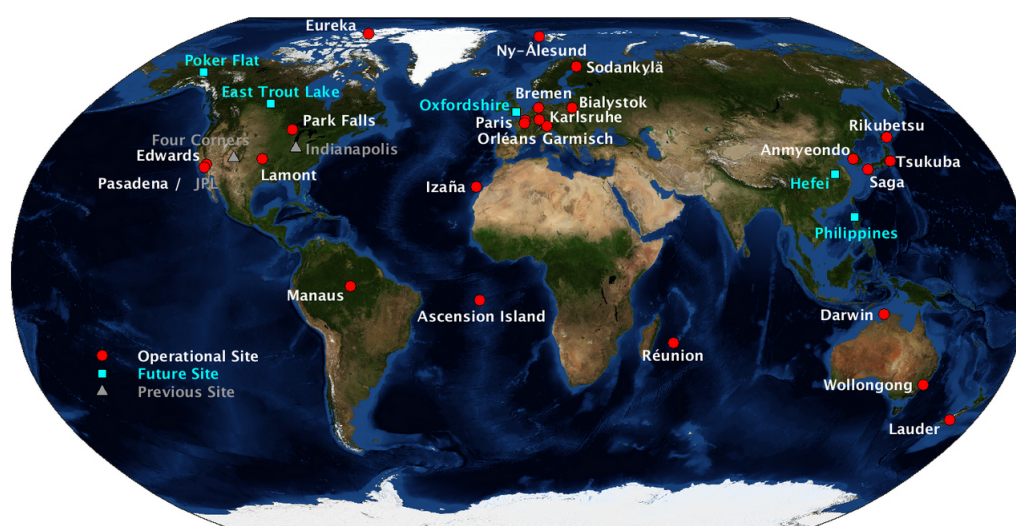 Eureka
Ny-Ålesund
Poker Flat
Sodankylä
East Trout Lake
Bremen
Oxfordshire
Bialystok
Park Falls
Paris
Karlsruhe
Rikubetsu
Four Corners
Orléans Garmisch
Indianapolis
Anmyeondo
Edwards
Tsukuba
Lamont
Pasadena / JPL
Izaña
Hefei
Saga
Philippines
Manaus
Ascension Island
Darwin
Réunion
Operational Site
Future Site
Previous Site
Wollongong
Lauder